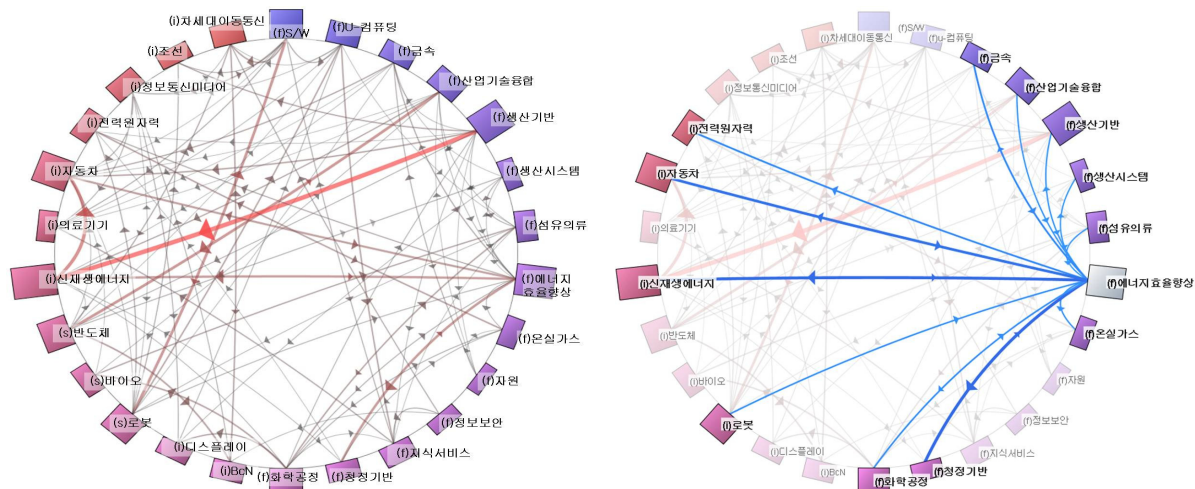 (i)차세대이동통신
(f)S/W
(f)U-컴퓨팅
(f)금속
(f)산업기술융합
(f)생산기반
(f)생산시스템
(f)섬유의류
(f)에너지
효율향상
(f)온실가스
(f)자원
(f)정보보안
(f)지식서비스
(f)청정기반
(f)화학공정
(i)BcN
(i)디스플레이
(s)로봇
(s)바이오
(s)반도체
(i)신재생에너지
(i)의료기기
(i)자동차
(i)전력원자력
(i)정보통신미디어
(i)조선
(i)차세대이동통신
(f)S/W
(f)u-컴퓨팅
(f)금속
(f)산업기술융합
(f)생산기반
(f)생산시스템
(f)섬유의류
(f)에너지효율향상
(f)온실가스
(f)자원
(f)정보보안
(f)지식서비스
(f)청정기반
(f)화학공정
(i)BcN
(i)디스플레이
(i)로봇
(i)바이오
(i)반도체
(i)신재생에너지
(i)의료기기
(i)자동차
(i)전력원자력
(i)정보통신미디어
(i)조선